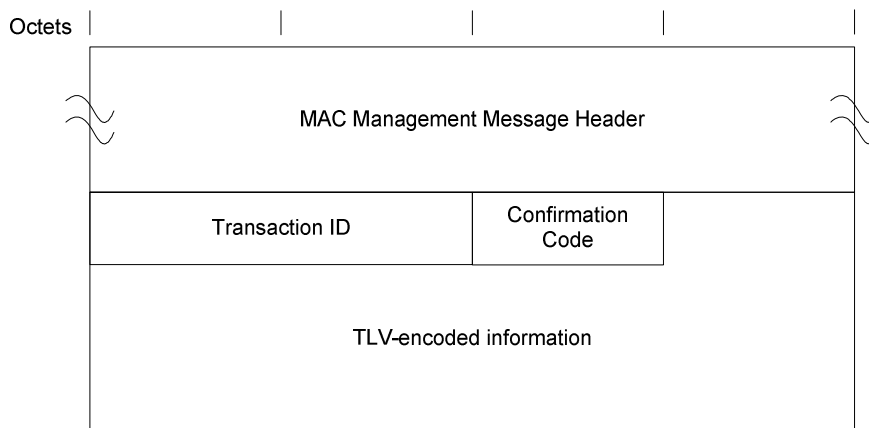 Octets
MAC Management Message Header
Transaction ID
Confirmation
Code
TLV-encoded information